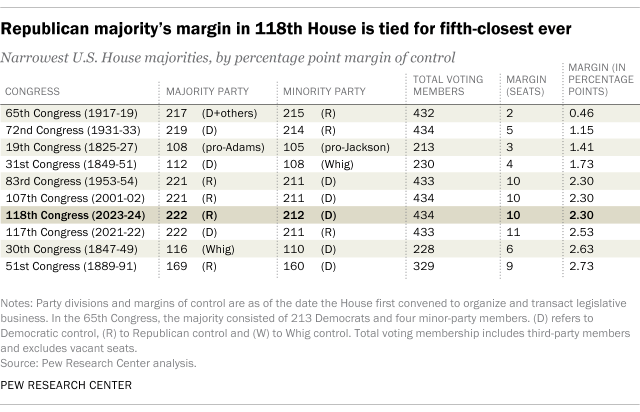 Republican majority's margin in 118th House is tied for fifth-closest ever
Narrowest U.S. House majorities, by percentage point margin of control
CONGRESS MAJORITY PARTY MINORITY PARTY TOTAL VOTING MEMBERS MARGIN (SEATS) MARGIN (IN PERCENTAGE POINTS)
65th Congress (1917-19) 217 (D+others) 215 (R) 432 2 0.46
72nd Congress (1931-33) 219 (D) 214 (R) 434 5 1.15
19th Congress (1825-27) 108 (pro-Adams) 105 (pro-Jackson) 213 3 1.41
31st Congress (1849-51) 112 (D) 108 (Whig) 230 4 1.73
83rd Congress (1953-54) 221 (R) 211 (D) 433 10 2.30
107th Congress (2001-02) 221 (R) 211 (D) 434 10 2.30
118th Congress (2023-24) 222 (R) 212 (D) 434 10 2.30
117th Congress (2021-22) 222 (D) 211 (R) 433 11 2.53
30th Congress (1847-49) 116 (Whig) 110 (D) 228 6 2.63
51st Congress (1889-91) 169 (R) 160 (D) 329 9 2.73
Notes: Party divisions and margins of control are as of the date the House first convened to organize and transact legislative
business. In the 65th Congress, the majority consisted of 213 Democrats and four minor-party members. (D) refers to
Democratic control, (R) to Republican control and (W) to Whig control. Total voting membership includes third-party members
and excludes vacant seats.
Source: Pew Research Center analysis.
PEW RESEARCH CENTER